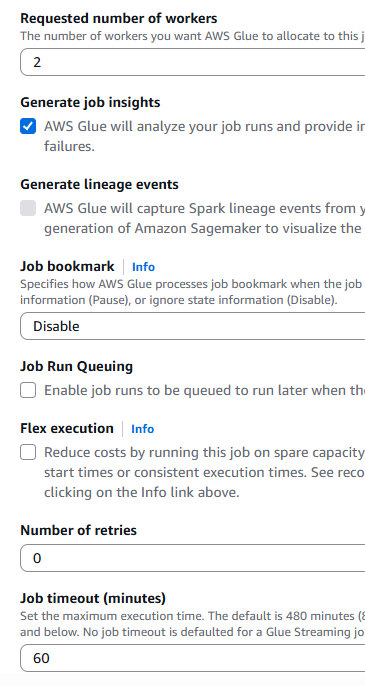 Requested number of workers
The number of workers you want AWS Glue to allocate to this j
2
Generate job insights
AWS Glue will analyze your job runs and provide in
failures.
Generate lineage events
AWS Glue will capture Spark lineage events from y
generation of Amazon Sagemaker to visualize the
Job bookmark Info
Specifies how AWS Glue processes job bookmark when the job
information (Pause), or ignore state information (Disable).
Disable
Job Run Queuing
Enable job runs to be queued to run later when the
Flex execution Info
Reduce costs by running this job on spare capacity
start times or consistent execution times. See reco
clicking on the Info link above.
Number of retries
0
Job timeout (minutes)
Set the maximum execution time. The default is 480 minutes (8
and below. No job timeout is defaulted for a Glue Streaming jo
60